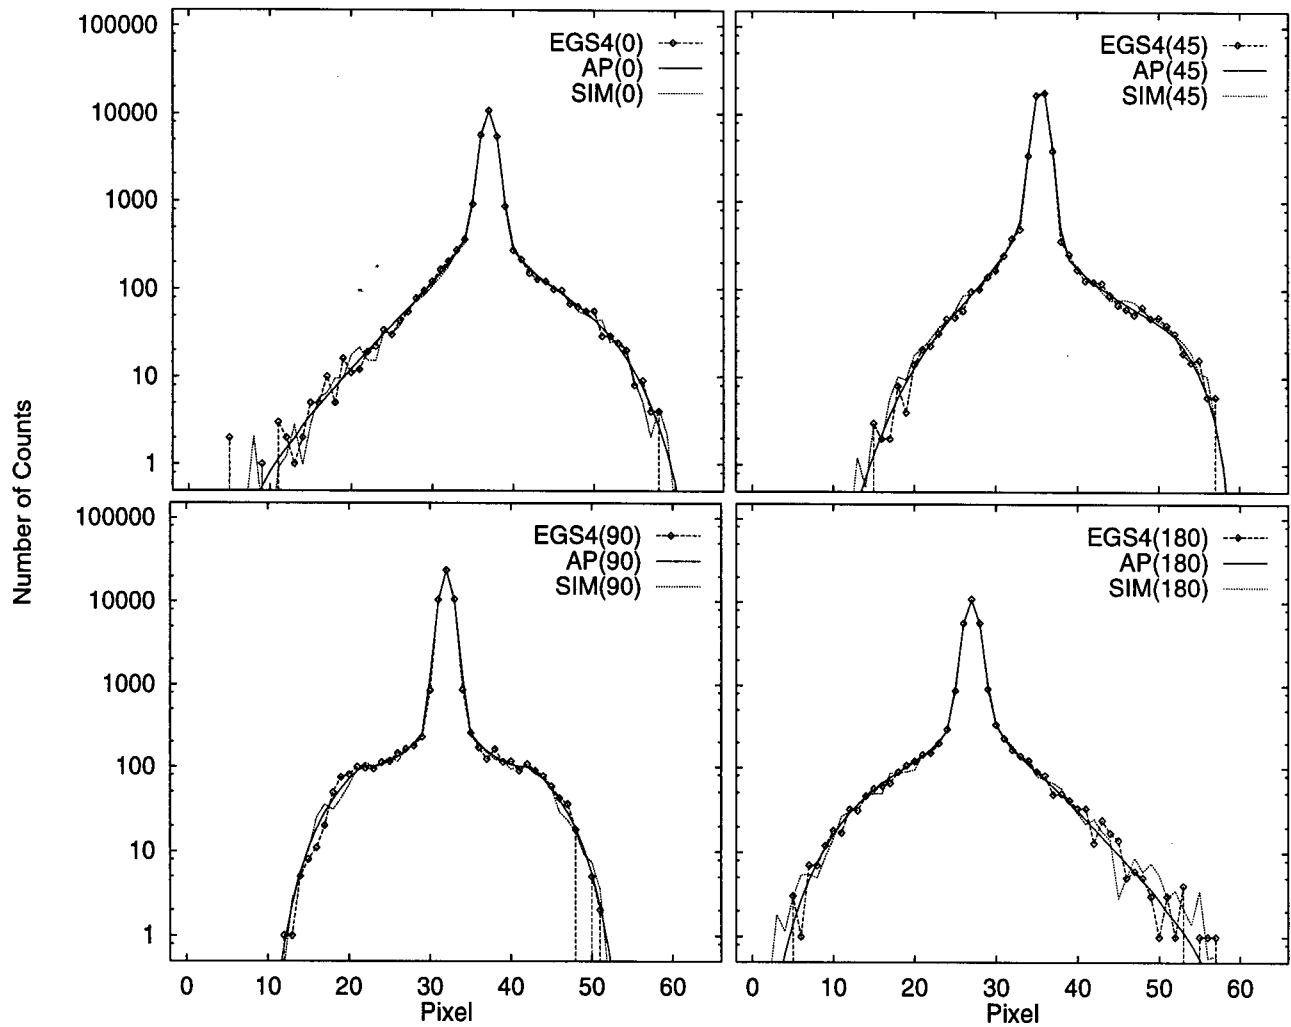 100000
10000
1000
100
10
1
EGS4(0)
AP(0)
SIM(0)
EGS4(45)
AP(45)
SIM(45)
Number of Counts
100000
10000
1000
100
10
1
EGS4(90)
AP(90)
SIM(90)
EGS4(180)
AP(180)
SIM(180)
0 10 20 30 40 50 60
0 10 20 30 40 50 60
Pixel
Pixel